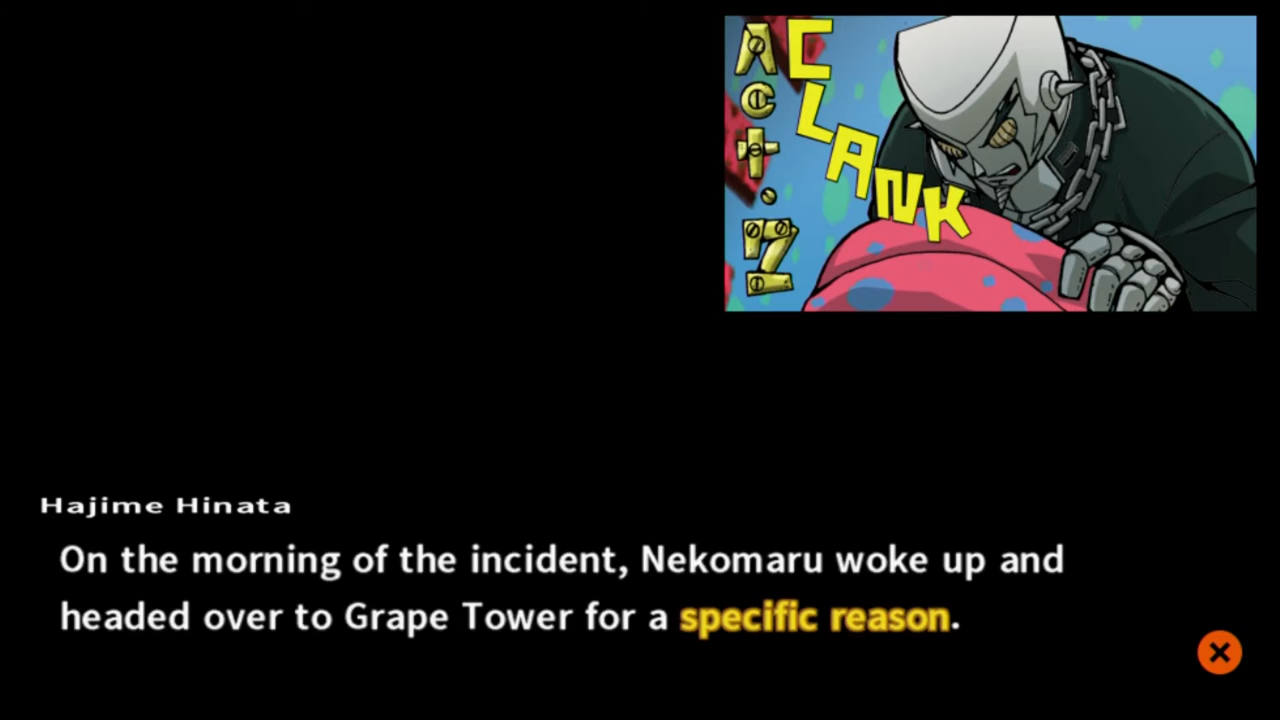 Act.2
CLANK
Hajime Hinata
On the morning of the incident, Nekomaru woke up and
headed over to Grape Tower for a specific reason.